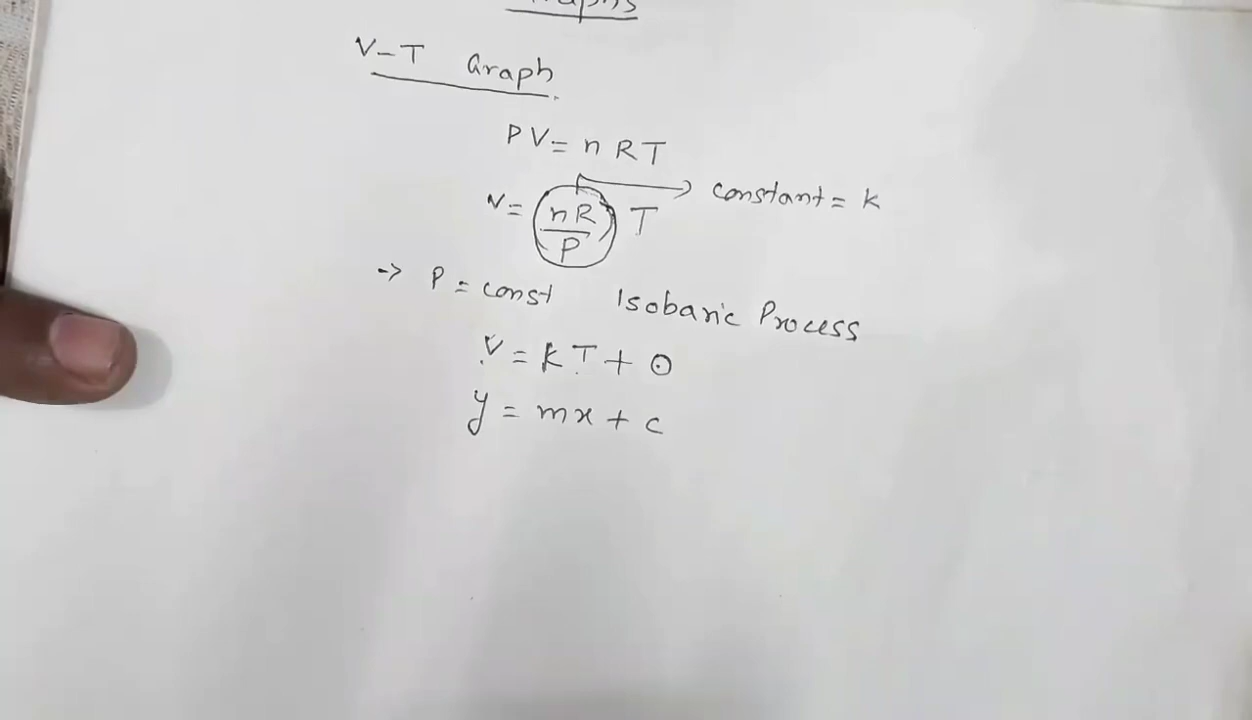 V-T Graph
PV = nRT
V = (nR/P) T → constant = k
-> P = const Isobaric Process
V = kT + 0
y = mx + c